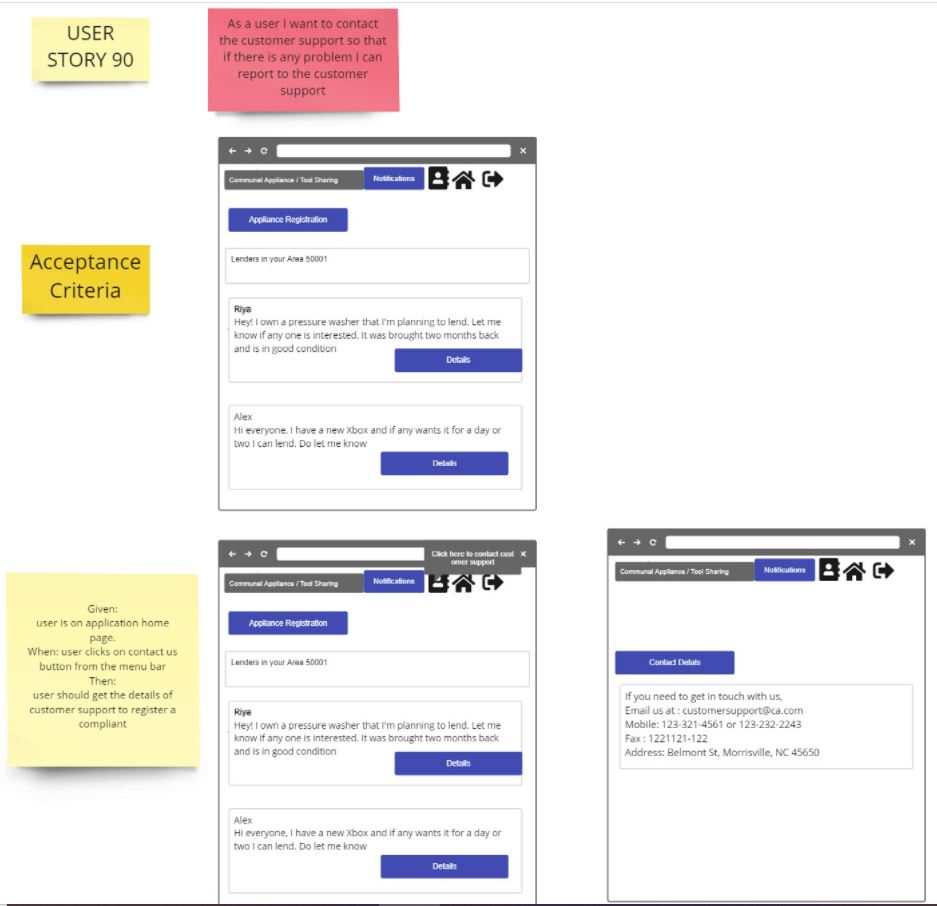 USER
STORY 90
As a user I want to contact
the customer support so that
if there is any problem I can
report to the customer
support
Communal Appliance / Tool Sharing
Notifications
Appliance Registration
Lenders in your Area 50001
Acceptance
Criteria
Riya
Hey! I own a pressure washer that I'm planning to lend. Let me
know if any one is interested. It was brought two months back
and is in good condition
Details
Alex
Hi everyone, I have a new Xbox and if any wants it for a day or
two I can lend. Do let me know
Details
Given:
user is on application home
page.
When: user clicks on contact us
button from the menu bar
Then:
user should get the details of
customer support to register a
compliant
Click here to contact cust
omer support
Communal Appliance / Tool Sharing
Notifications
Appliance Registration
Lenders in your Area 50001
Riya
Hey! I own a pressure washer that I'm planning to lend. Let me
know if any one is interested. It was brought two months back
and is in good condition
Details
Alex
Hi everyone, I have a new Xbox and if any wants it for a day or
two I can lend. Do let me know
Details
Communal Appliance / Tool Sharing
Notifications
Contact Details
If you need to get in touch with us,
Email us at : customersupport@ca.com
Mobile: 123-321-4561 or 123-232-2243
Fax : 1221121-122
Address: Belmont St, Morrisville, NC 45650